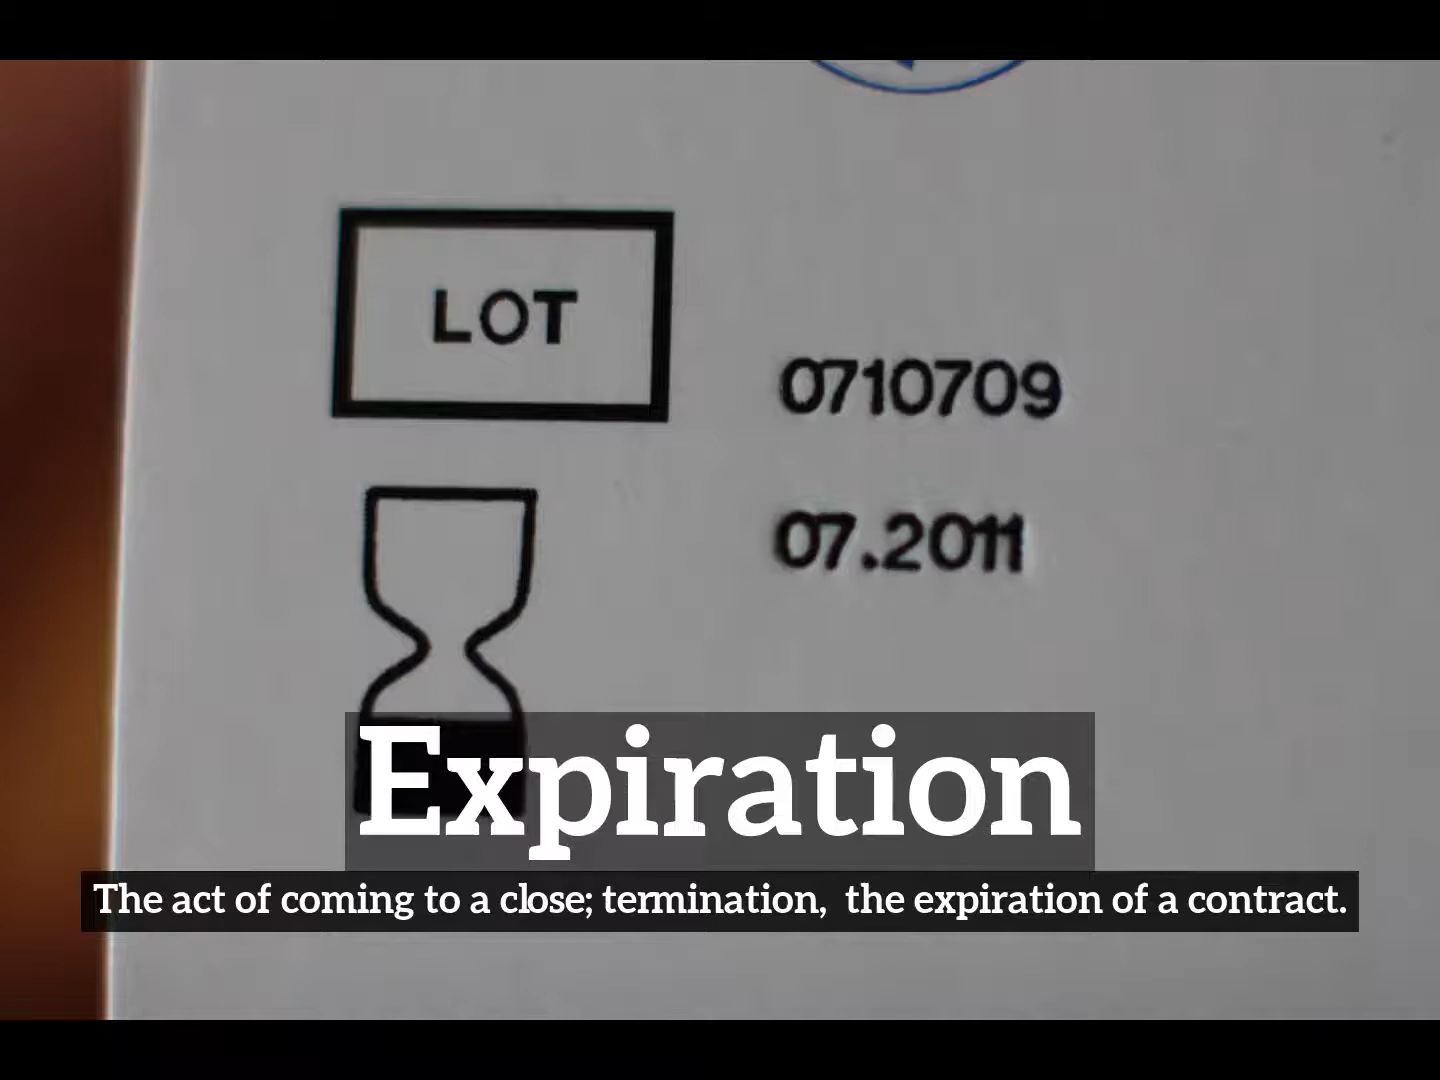 LOT
0710709
07.2011
Expiration
The act of coming to a close; termination, the expiration of a contract.